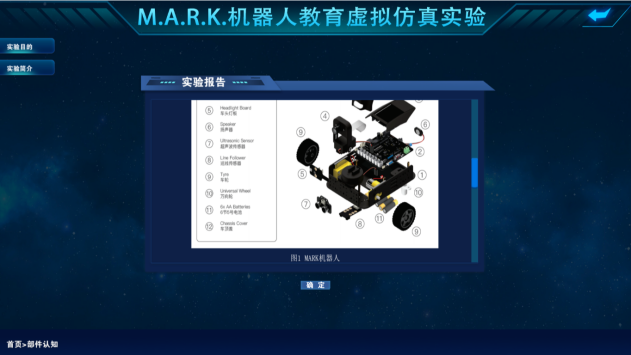 M.A.R.K.机器人教育虚拟仿真实验
实验目的
实验简介
实验报告
5 Headlight Board
车头灯板
6 Speaker
扬声器
7 Ultrasonic Sensor
超声波传感器
8 Line Follower
巡线传感器
9 Tyre
车轮
10 Universal Wheel
万向轮
11 6x AA Batteries
6节5号电池
12 Chassis Cover
车顶盖
4
6
9
2
5
1
10
7
11
8
9
图1 MARK机器人
确 定
首页>部件认知